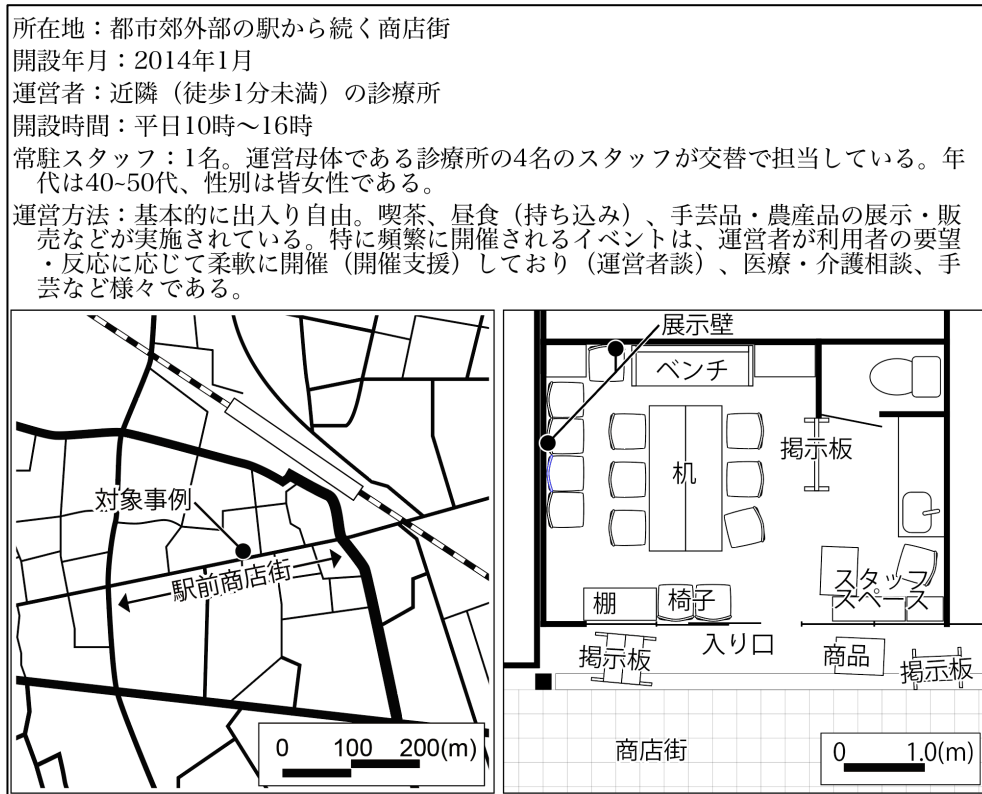 所在地：都市郊外部の駅から続く商店街
開設年月：2014年1月
運営者：近隣（徒歩1分未満）の診療所
開設時間：平日10時〜16時
常駐スタッフ：1名。運営母体である診療所の4名のスタッフが交替で担当している。年
代は40~50代、性別は皆女性である。
運営方法：基本的に出入り自由。喫茶、昼食（持ち込み）、手芸品・農産品の展示・販
売などが実施されている。特に頻繁に開催されるイベントは、運営者が利用者の要望
・反応に応じて柔軟に開催（開催支援）しており（運営者談）、医療・介護相談、手
芸など様々である。
対象事例
駅前商店街
0 100 200(m)
展示壁
ベンチ
掲示板
机
スタッフ
スペース
棚
椅子
入り口
掲示板
商品
掲示板
商店街
0 1.0(m)